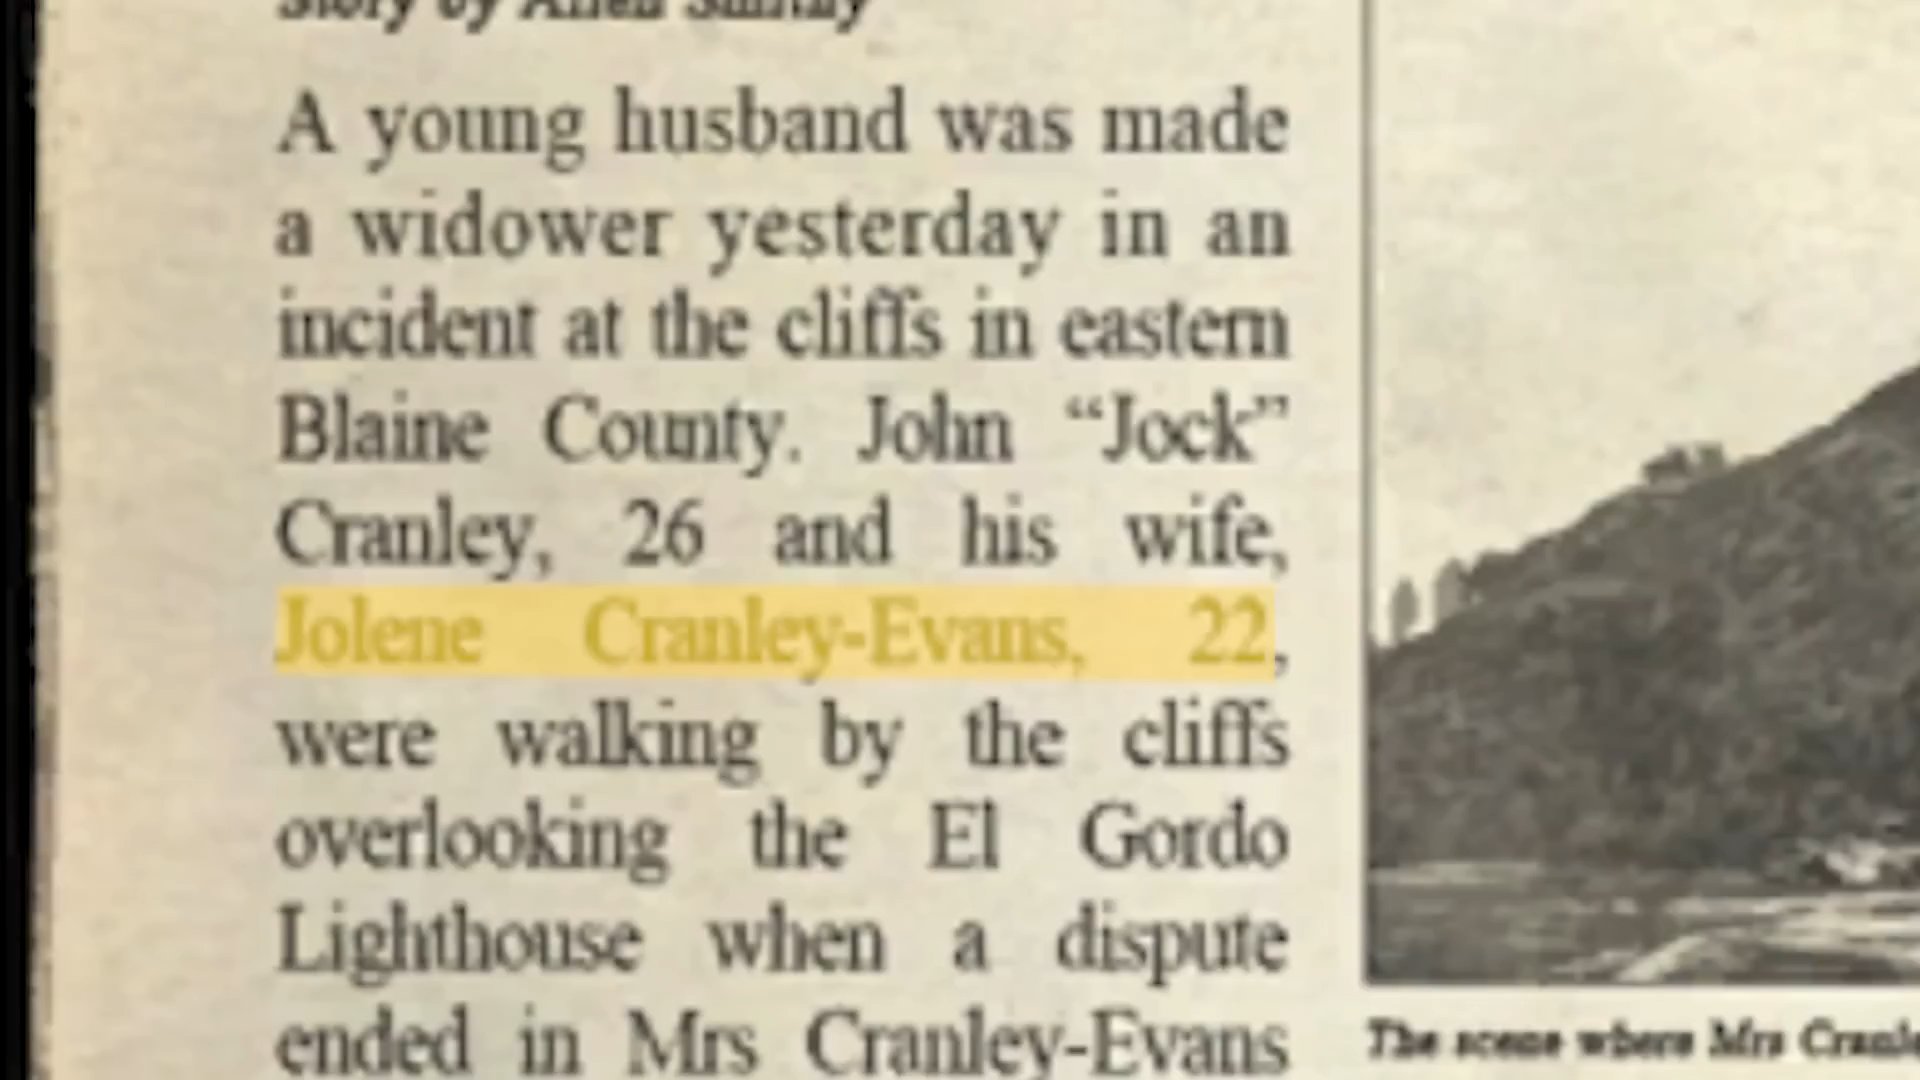 Story by
A young husband was made
a widower yesterday in an
incident at the cliffs in eastern
Blaine County. John “Jock”
Cranley, 26 and his wife,
Jolene Cranley-Evans, 22,
were walking by the cliffs
overlooking the El Gordo
Lighthouse when a dispute
ended in Mrs Cranley-Evans
The scene where Mrs